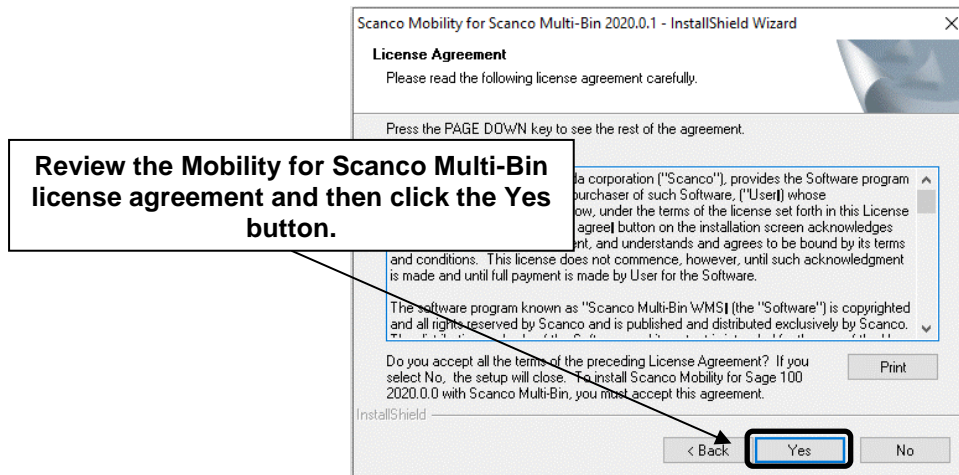 Scanco Mobility for Scanco Multi-Bin 2020.0.1 - InstallShield Wizard
License Agreement
Please read the following license agreement carefully.
Press the PAGE DOWN key to see the rest of the agreement.
Review the Mobility for Scanco Multi-Bin
license agreement and then click the Yes
button.
a corporation ("Scanco"), provides the Software program
urchaser of such Software, ("User|) whose
ow, under the terms of the license set forth in this License
agree| button on the installation screen acknowledges
ent, and understands and agrees to be bound by its terms
and conditions. This license does not commence, however, until such acknowledgment
is made and until full payment is made by User for the Software.
The software program known as "Scanco Multi-Bin WMS| (the "Software") is copyrighted
and all rights reserved by Scanco and is published and distributed exclusively by Scanco.
Do you accept all the terms of the preceding License Agreement? If you
select No, the setup will close. To install Scanco Mobility for Sage 100
2020.0.0 with Scanco Multi-Bin, you must accept this agreement.
Print
InstallShield
< Back
Yes
No